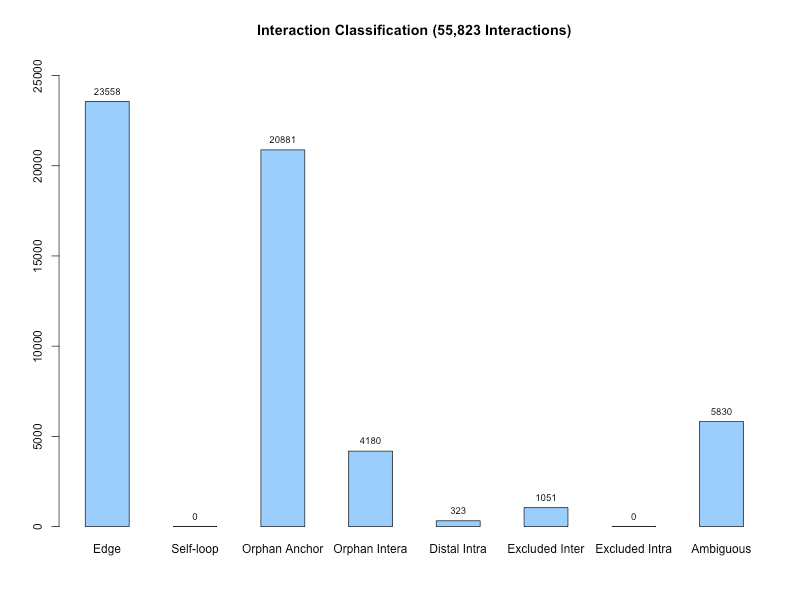 Interaction Classification (55,823 Interactions)
25000
20000
15000
10000
5000
0
23558
0
20881
4180
323
1051
0
5830
Edge
Self-loop
Orphan Anchor
Orphan Intera
Distal Intra
Excluded Inter
Excluded Intra
Ambiguous